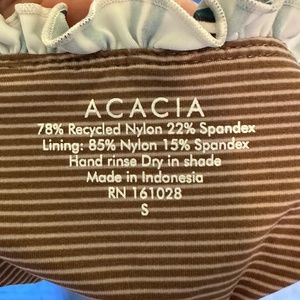 ACACIA
78% Recycled Nylon 22% Spandex
Lining: 85% Nylon 15% Spandex
Hand rinse Dry in shade
Made in Indonesia
RN 161028
S